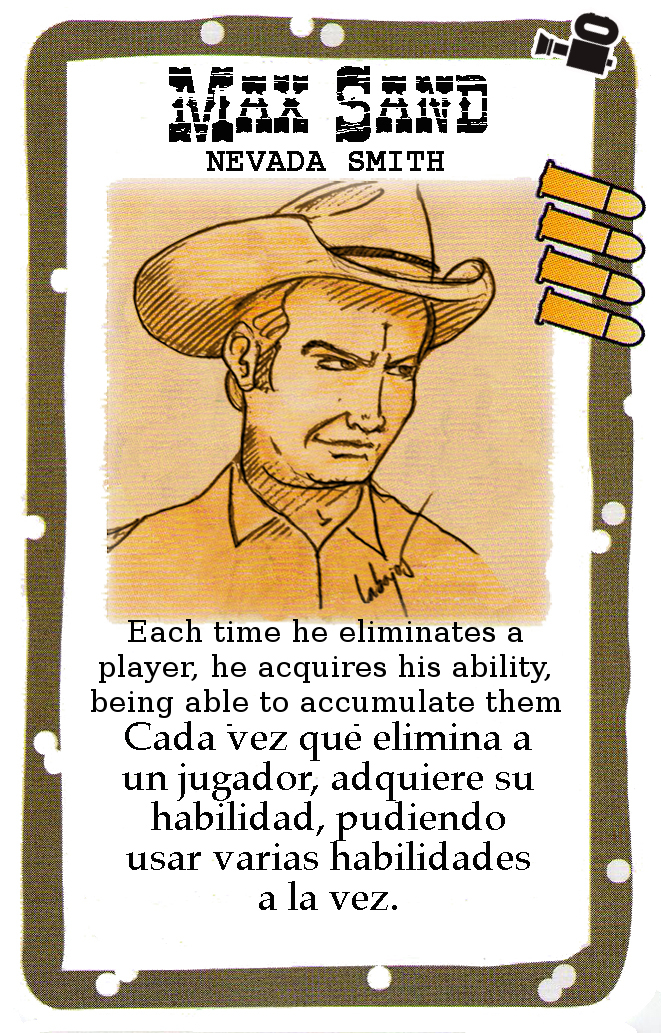 Max Sand
NEVADA SMITH
Labajos
Each time he eliminates a
player, he acquires his ability,
being able to accumulate them
Cada vez que elimina a
un jugador, adquiere su
habilidad, pudiendo
usar varias habilidades
a la vez.